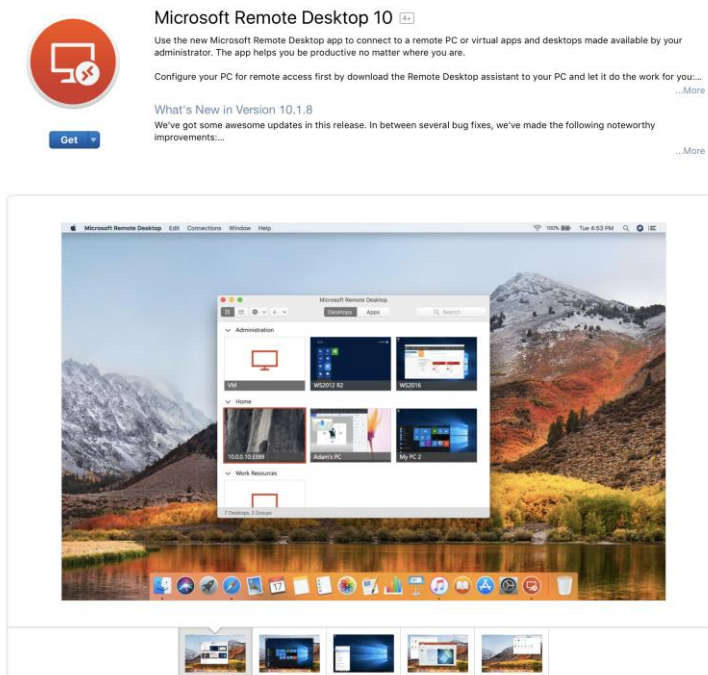 Microsoft Remote Desktop 10 4+
Use the new Microsoft Remote Desktop app to connect to a remote PC or virtual apps and desktops made available by your
administrator. The app helps you be productive no matter where you are.
Configure your PC for remote access first by download the Remote Desktop assistant to your PC and let it do the work for you:...
...More
What's New in Version 10.1.8
We've got some awesome updates in this release. In between several bug fixes, we've made the following noteworthy
improvements:...
...More
Get
Microsoft Remote Desktop Edit Connections Window Help 100% Tue 4:53 PM
Microsoft Remote Desktop
Desktops Apps Search
Administration
VM WS2012 R2 WS2016
Home
10.0.0.10:3389 Adam's PC My PC 2
Work Resources
7 Desktops, 3 Groups
17